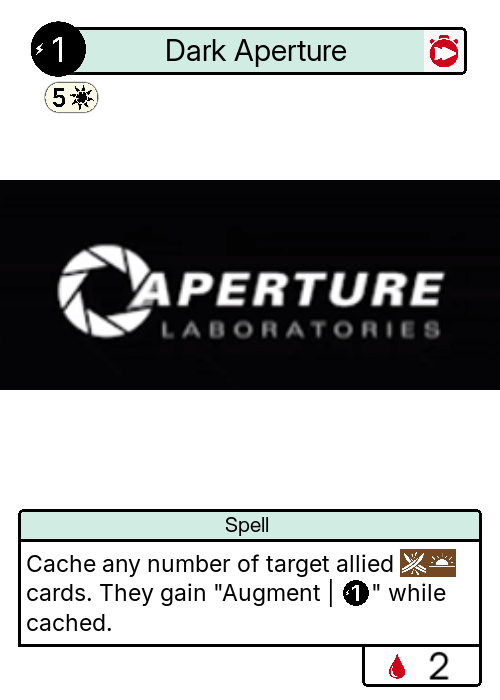 1 Dark Aperture
5
APERTURE
LABORATORIES
Spell
Cache any number of target allied
cards. They gain "Augment | 1" while
cached.
2